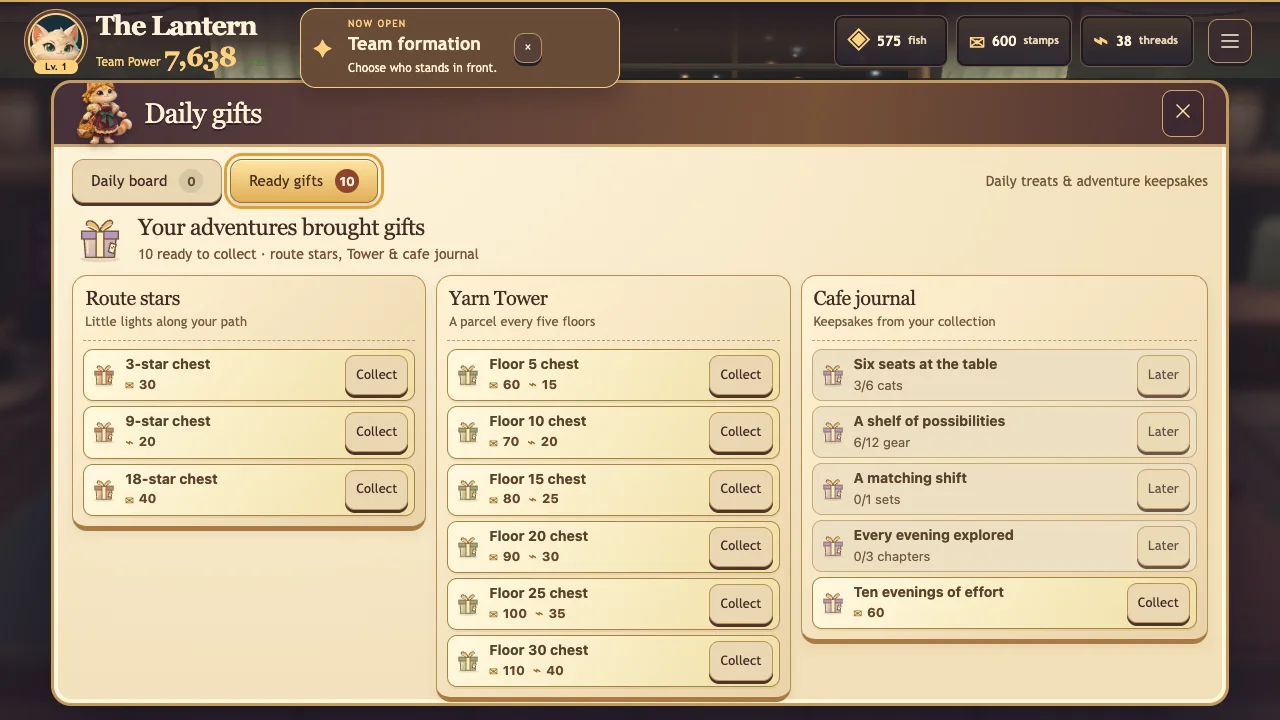 The Lantern
Team Power 7,638
Lv. 1
NOW OPEN
Team formation
Choose who stands in front.
575 fish
600 stamps
38 threads
Daily gifts
Daily board 0
Ready gifts 10
Daily treats & adventure keepsakes
Your adventures brought gifts
10 ready to collect · route stars, Tower & cafe journal
Route stars
Little lights along your path
3-star chest
30
Collect
9-star chest
20
Collect
18-star chest
40
Collect
Yarn Tower
A parcel every five floors
Floor 5 chest
60 15
Collect
Floor 10 chest
70 20
Collect
Floor 15 chest
80 25
Collect
Floor 20 chest
90 30
Collect
Floor 25 chest
100 35
Collect
Floor 30 chest
110 40
Collect
Cafe journal
Keepsakes from your collection
Six seats at the table
3/6 cats
Later
A shelf of possibilities
6/12 gear
Later
A matching shift
0/1 sets
Later
Every evening explored
0/3 chapters
Later
Ten evenings of effort
60
Collect